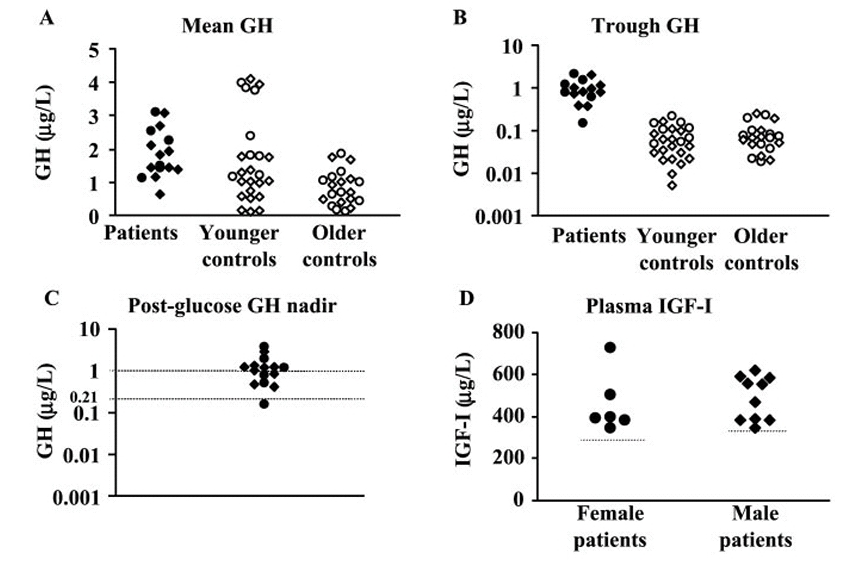 A
Mean GH
5
4
3
2
1
0
GH (µg/L)
Patients
Younger
controls
Older
controls
B
Trough GH
10
1
0.1
0.01
0.001
GH (µg/L)
Patients
Younger
controls
Older
controls
C
Post-glucose GH nadir
10
1
0.21
0.1
0.01
0.001
GH (µg/L)
D
Plasma IGF-I
800
600
400
200
0
IGF-I (µg/L)
Female
patients
Male
patients